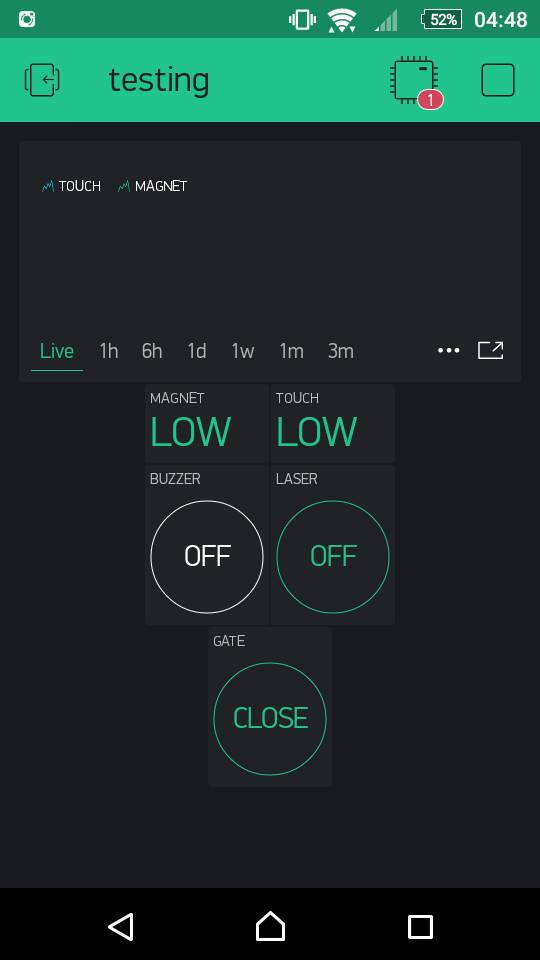 52% 04:48
testing
1
TOUCH MAGNET
Live 1h 6h 1d 1w 1m 3m
MAGNET TOUCH
LOW LOW
BUZZER LASER
OFF OFF
GATE
CLOSE